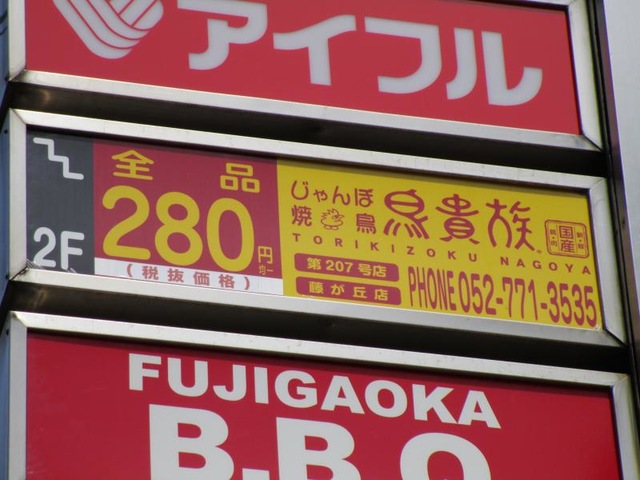 アイフル
2F
全品
280円均一
(税抜価格)
じゃんぼ
焼鳥
鳥貴族
国産
TORIKIZOKU NAGOYA
第207号店
藤が丘店
PHONE 052-771-3535
FUJIGAOKA
B.B.Q